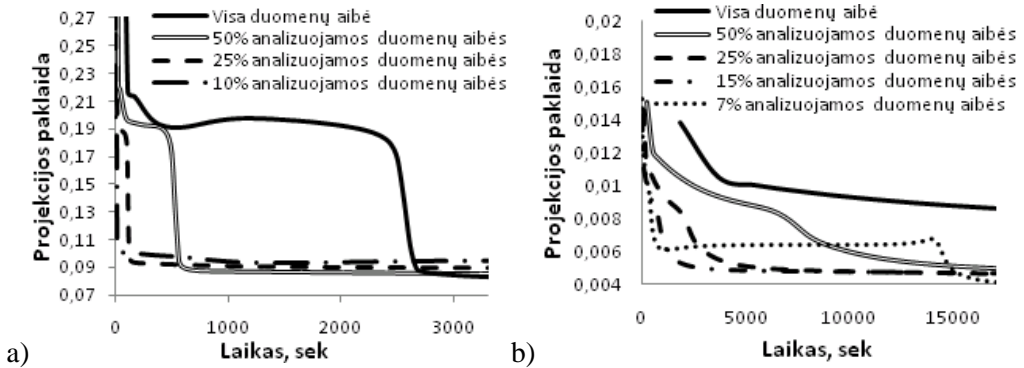 0,27
0,25
0,23
0,21
0,19
0,17
0,15
0,13
0,11
0,09
0,07
Projekcijos paklaida
Visa duomenų aibė
50% analizuojamos duomenų aibės
25% analizuojamos duomenų aibės
10% analizuojamos duomenų aibės
0 1000 2000 3000
Laikas, sek
a)
0,02
0,018
0,016
0,014
0,012
0,01
0,008
0,006
0,004
Projekcijos paklaida
Visa duomenų aibė
50% analizuojamos duomenų aibės
25% analizuojamos duomenų aibės
15% analizuojamos duomenų aibės
7% analizuojamos duomenų aibės
0 5000 10000 15000
Laikas, sek
b)